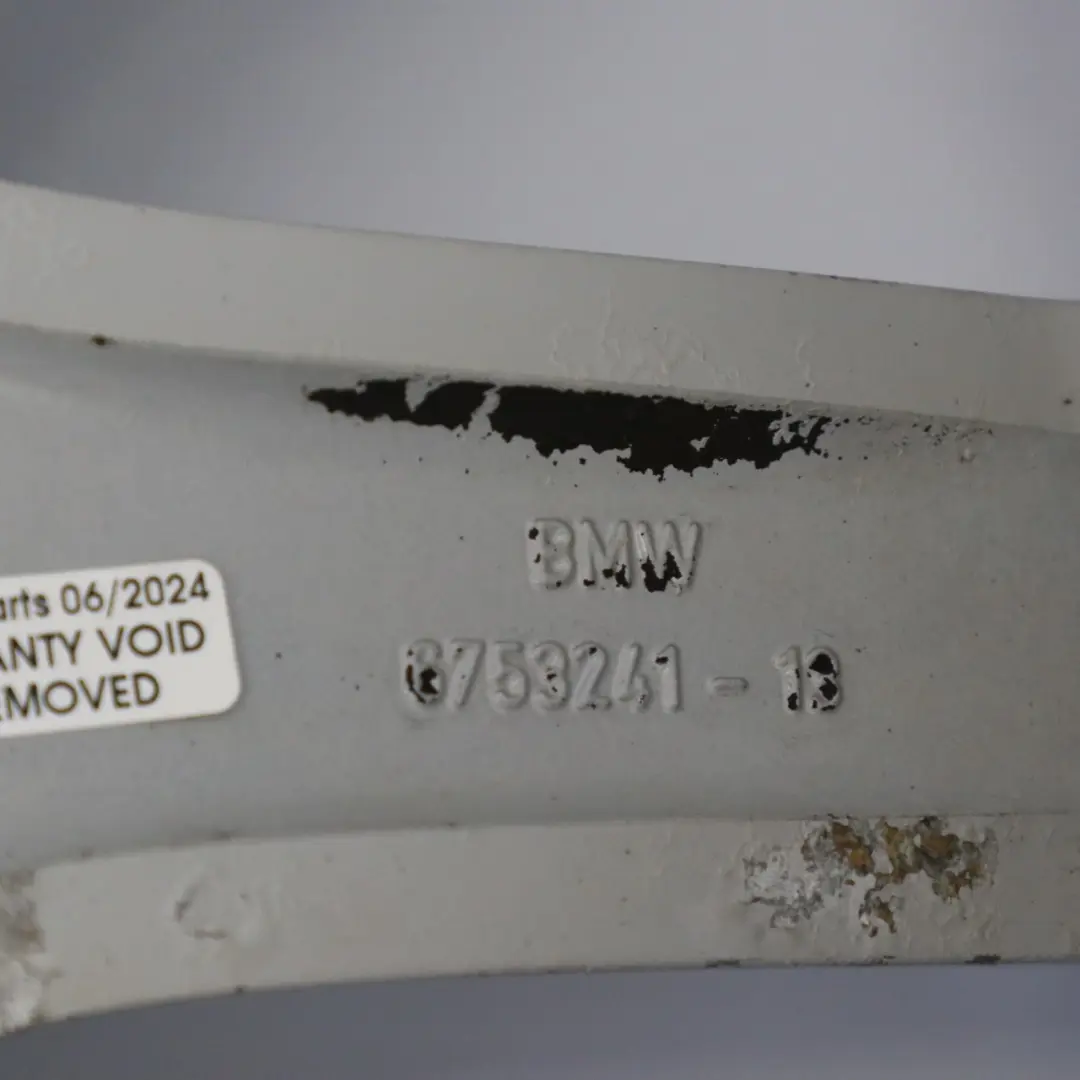 arts 06/2024
ANTY VOID
EMOVED
BMW
6753241 - 13